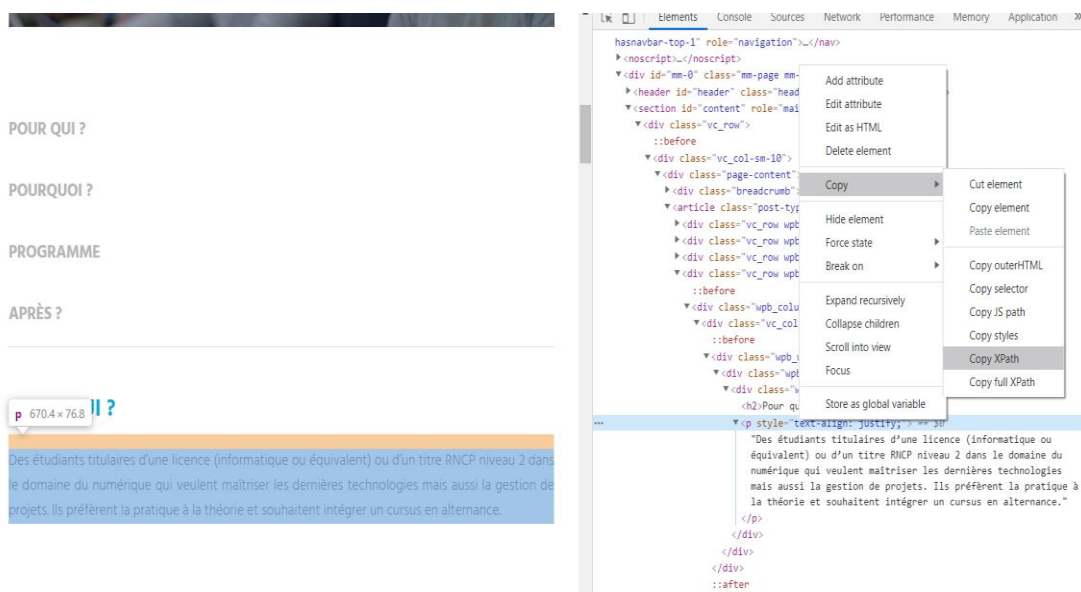 POUR QUI ?
POURQUOI ?
PROGRAMME
APRÈS ?
p 670.4 × 76.8
UI ?
Des étudiants titulaires d'une licence (informatique ou équivalent) ou d'un titre RNCP niveau 2 dans
le domaine du numérique qui veulent maîtriser les dernières technologies mais aussi la gestion de
projets. Ils préfèrent la pratique à la théorie et souhaitent intégrer un cursus en alternance.
Elements Console Sources Network Performance Memory Application »
hasnavbar-top-1" role="navigation">…</nav>
▶<noscript>…</noscript>
▼<div id="mm-0" class="mm-page mm-
▶<header id="header" class="head
▼<section id="content" role="mai
▼<div class="vc_row">
::before
▼<div class="vc_col-sm-10">
▼<div class="page-content"
▶<div class="breadcrumb"
▼<article class="post-typ
▶<div class="vc_row wpb
▶<div class="vc_row wpb
▶<div class="vc_row wpb
▼<div class="vc_row wpb
::before
▼<div class="wpb_colu
▼<div class="vc_col
::before
▼<div class="wpb_
▼<div class="wpb
▼<div class="w
<h2>Pour qu
▼<p style="text-align: justify;"> == $0
"Des étudiants titulaires d'une licence (informatique ou
équivalent) ou d'un titre RNCP niveau 2 dans le domaine du
numérique qui veulent maîtriser les dernières technologies
mais aussi la gestion de projets. Ils préfèrent la pratique à
la théorie et souhaitent intégrer un cursus en alternance."
</p>
</div>
</div>
</div>
::after
Add attribute
Edit attribute
Edit as HTML
Delete element
Copy
Hide element
Force state
Break on
Expand recursively
Collapse children
Scroll into view
Focus
Store as global variable
Cut element
Copy element
Paste element
Copy outerHTML
Copy selector
Copy JS path
Copy styles
Copy XPath
Copy full XPath